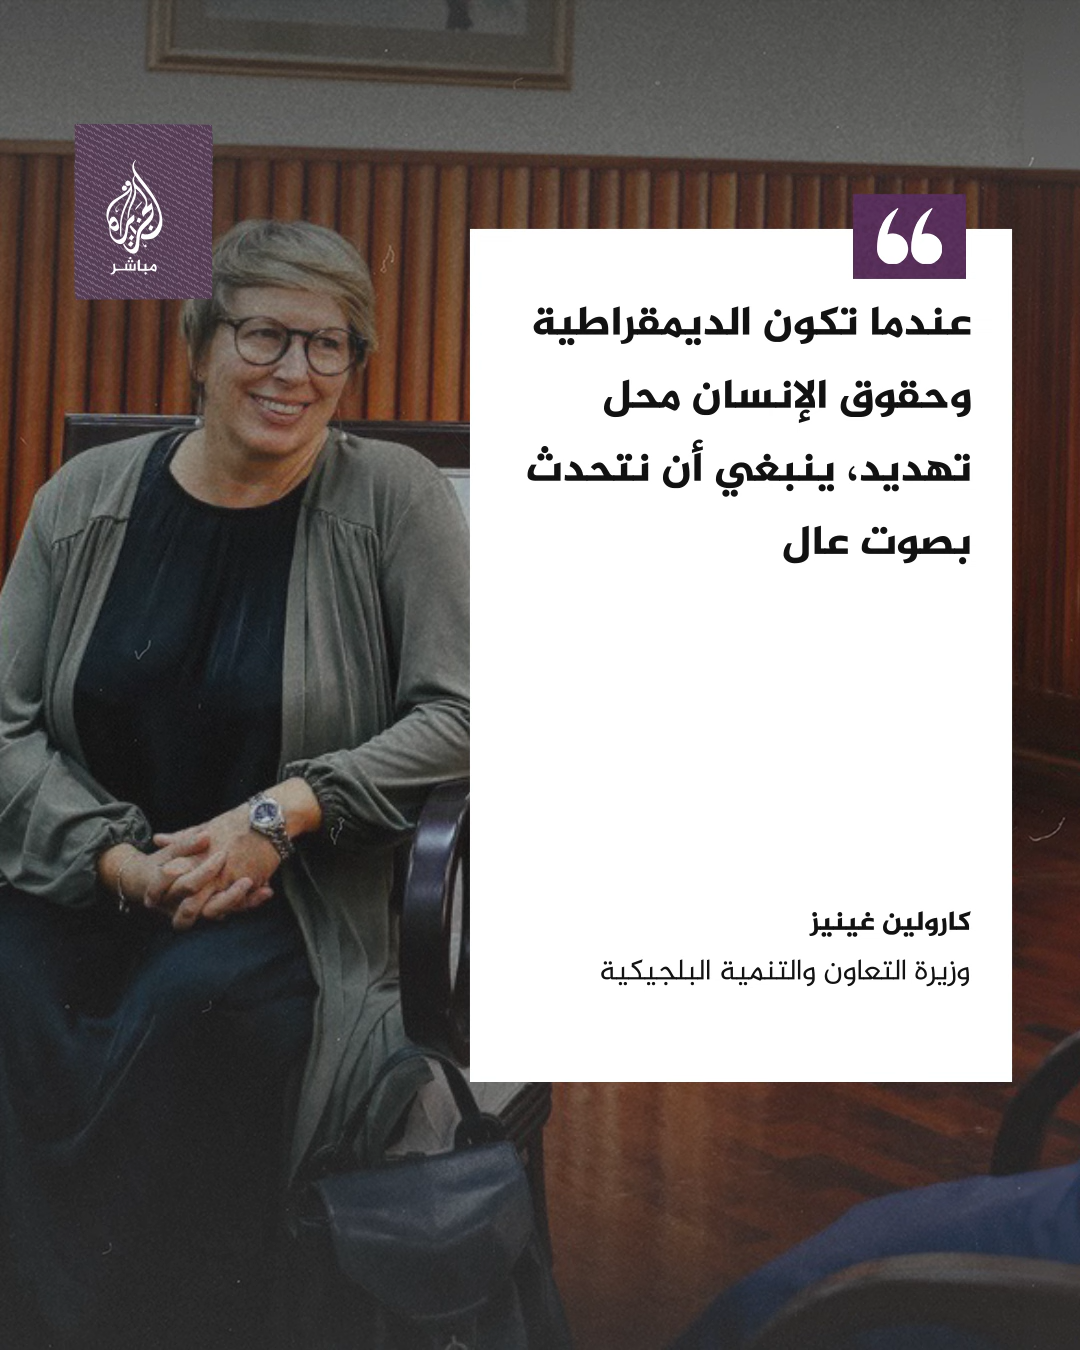 الجزيرة
مباشر
عندما تكون الديمقراطية
وحقوق الإنسان محل
تهديد، ينبغي أن نتحدث
بصوت عال
كارولين غينيز
وزيرة التعاون والتنمية البلجيكية